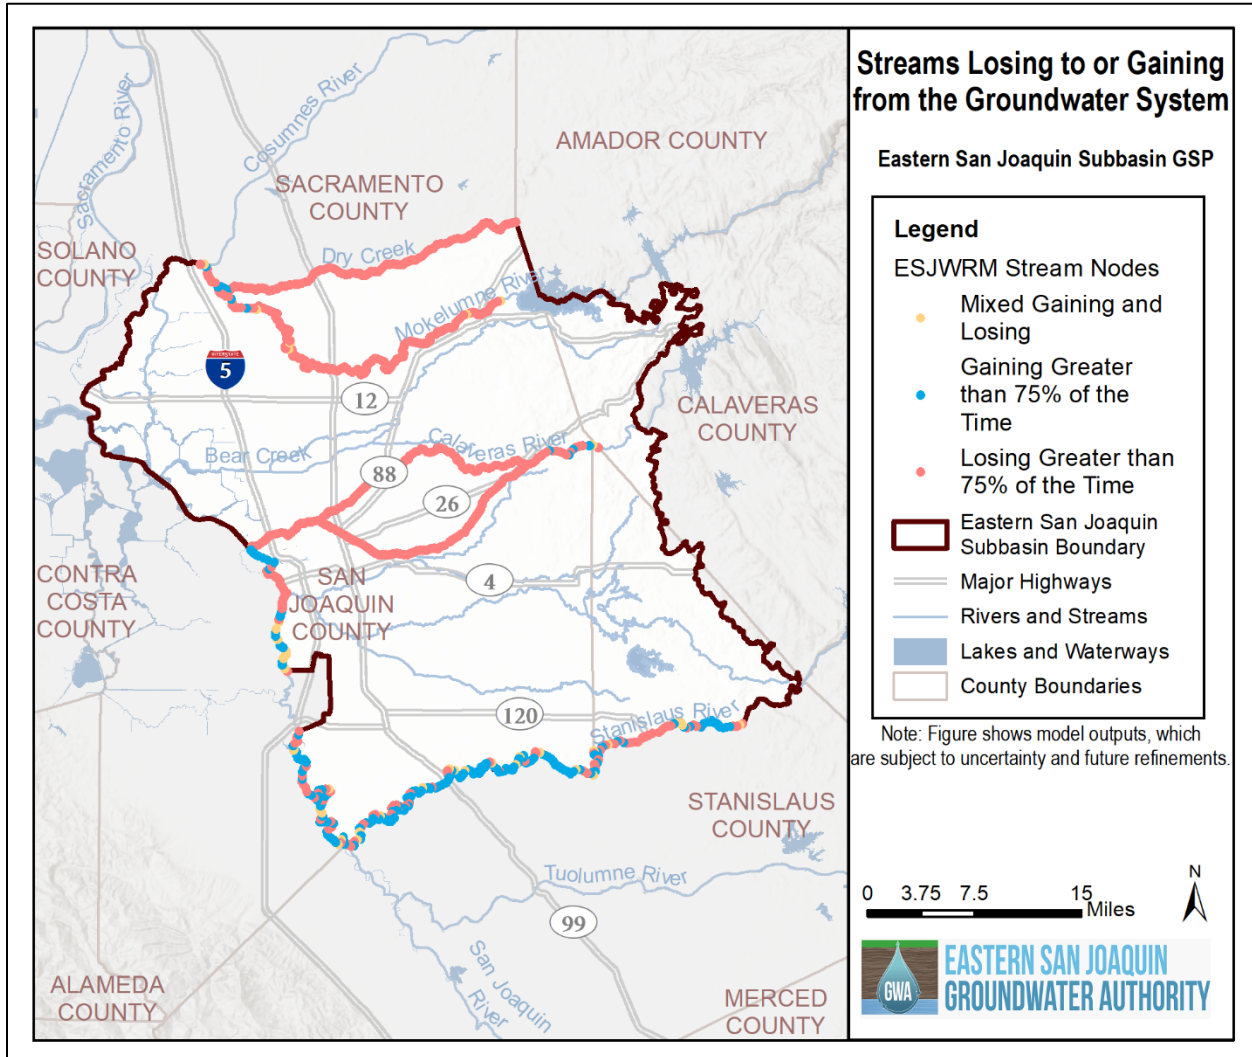 Streams Losing to or Gaining
from the Groundwater System
Eastern San Joaquin Subbasin GSP
Legend
ESJWRM Stream Nodes
Mixed Gaining and
Losing
Gaining Greater
than 75% of the
Time
Losing Greater than
75% of the Time
Eastern San Joaquin
Subbasin Boundary
Major Highways
Rivers and Streams
Lakes and Waterways
County Boundaries
Note: Figure shows model outputs, which
are subject to uncertainty and future refinements.
N
0 3.75 7.5 15
Miles
GWA
EASTERN SAN JOAQUIN
GROUNDWATER AUTHORITY
Sacramento River
Cosumnes River
AMADOR COUNTY
SACRAMENTO
COUNTY
SOLANO
COUNTY
Dry Creek
Mokelumne River
INTERSTATE
5
12
CALAVERAS
COUNTY
Calaveras River
Bear Creek
88
26
CONTRA
COSTA
COUNTY
SAN
JOAQUIN
COUNTY
4
120
Stanislaus River
STANISLAUS
COUNTY
Tuolumne River
99
San Joaquin
River
ALAMEDA
COUNTY
MERCED
COUNTY